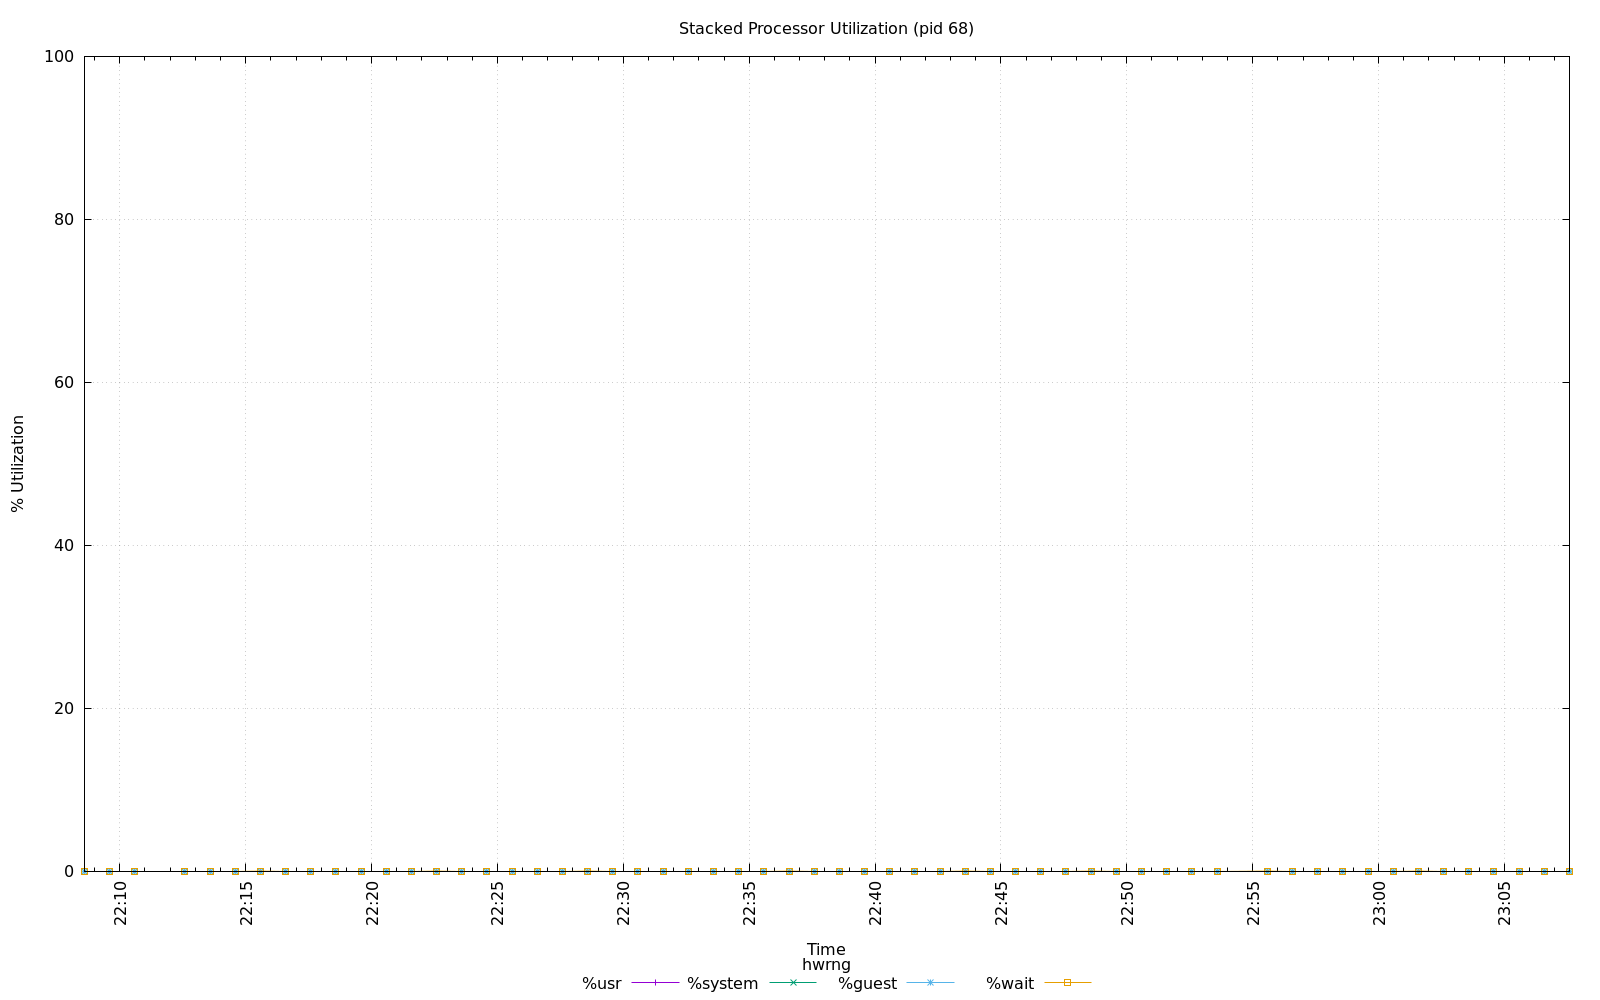 Stacked Processor Utilization (pid 68)
100
80
60
40
20
0
% Utilization
22:10 22:15 22:20 22:25 22:30 22:35 22:40 22:45 22:50 22:55 23:00 23:05
Time
hwrng
%usr %system %guest %wait